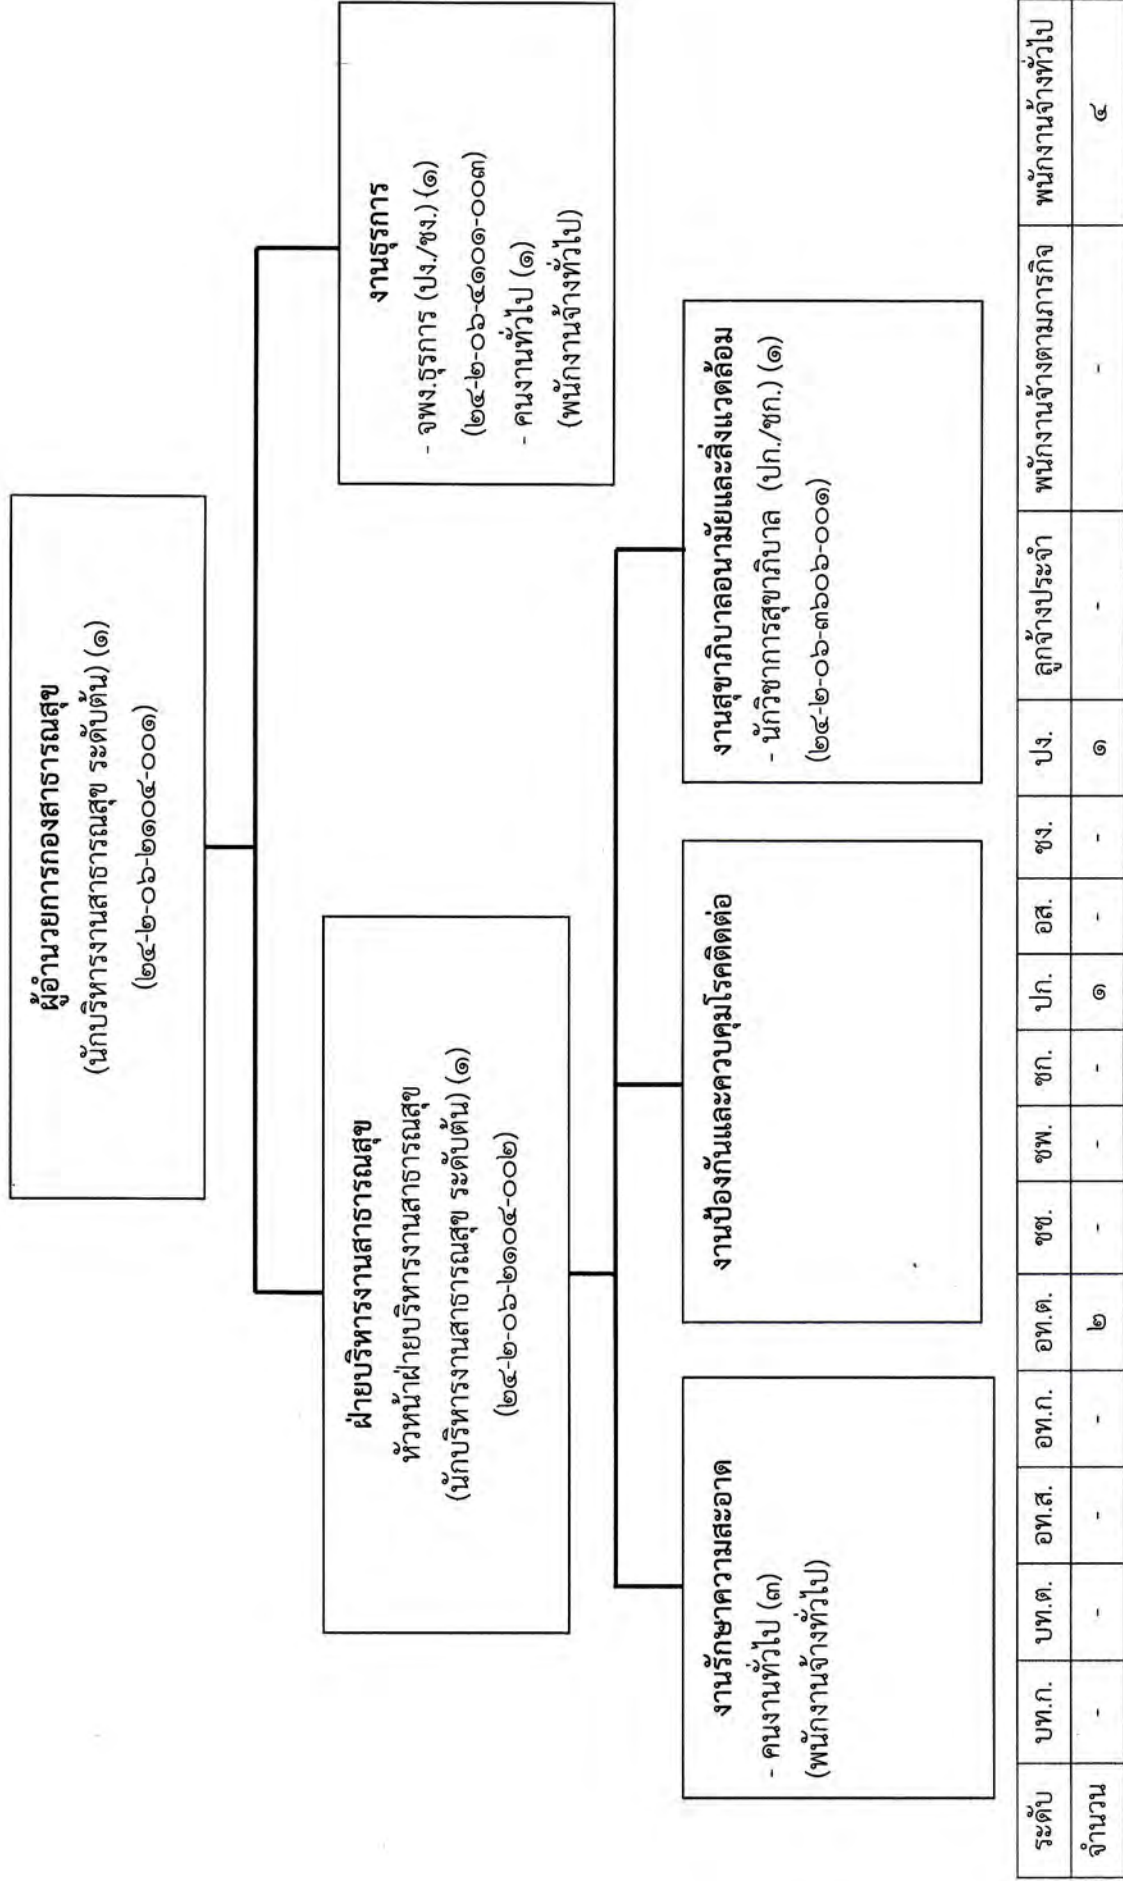 ผู้อำนวยการกองสาธารณสุข
(นักบริหารงานสาธารณสุข ระดับต้น) (๑)
(๒๔-๒-๐๖-๒๑๐๔-๐๐๑)
ฝ่ายบริหารงานสาธารณสุข
หัวหน้าฝ่ายบริหารงานสาธารณสุข
(นักบริหารงานสาธารณสุข ระดับต้น) (๑)
(๒๔-๒-๐๖-๒๑๐๔-๐๐๒)
งานธุรการ
- จพง.ธุรการ (ปง./ชง.) (๑)
(๒๔-๒-๐๖-๔๑๐๑-๐๐๓)
- คนงานทั่วไป (๑)
(พนักงานจ้างทั่วไป)
งานรักษาความสะอาด
- คนงานทั่วไป (๓)
(พนักงานจ้างทั่วไป)
งานป้องกันและควบคุมโรคติดต่อ
งานสุขาภิบาลอนามัยและสิ่งแวดล้อม
- นักวิชาการสุขาภิบาล (ปก./ชก.) (๑)
(๒๔-๒-๐๖-๓๖๐๖-๐๐๑)
ระดับ บท.ก. บท.ต. อท.ส. อท.ก. อท.ต. ชช. ชพ. ชก. ปก. อส. ชง. ปง. ลูกจ้างประจำ พนักงานจ้างตามภารกิจ พนักงานจ้างทั่วไป
จำนวน - - - - ๒ - - - ๑ - - ๑ - - ๔